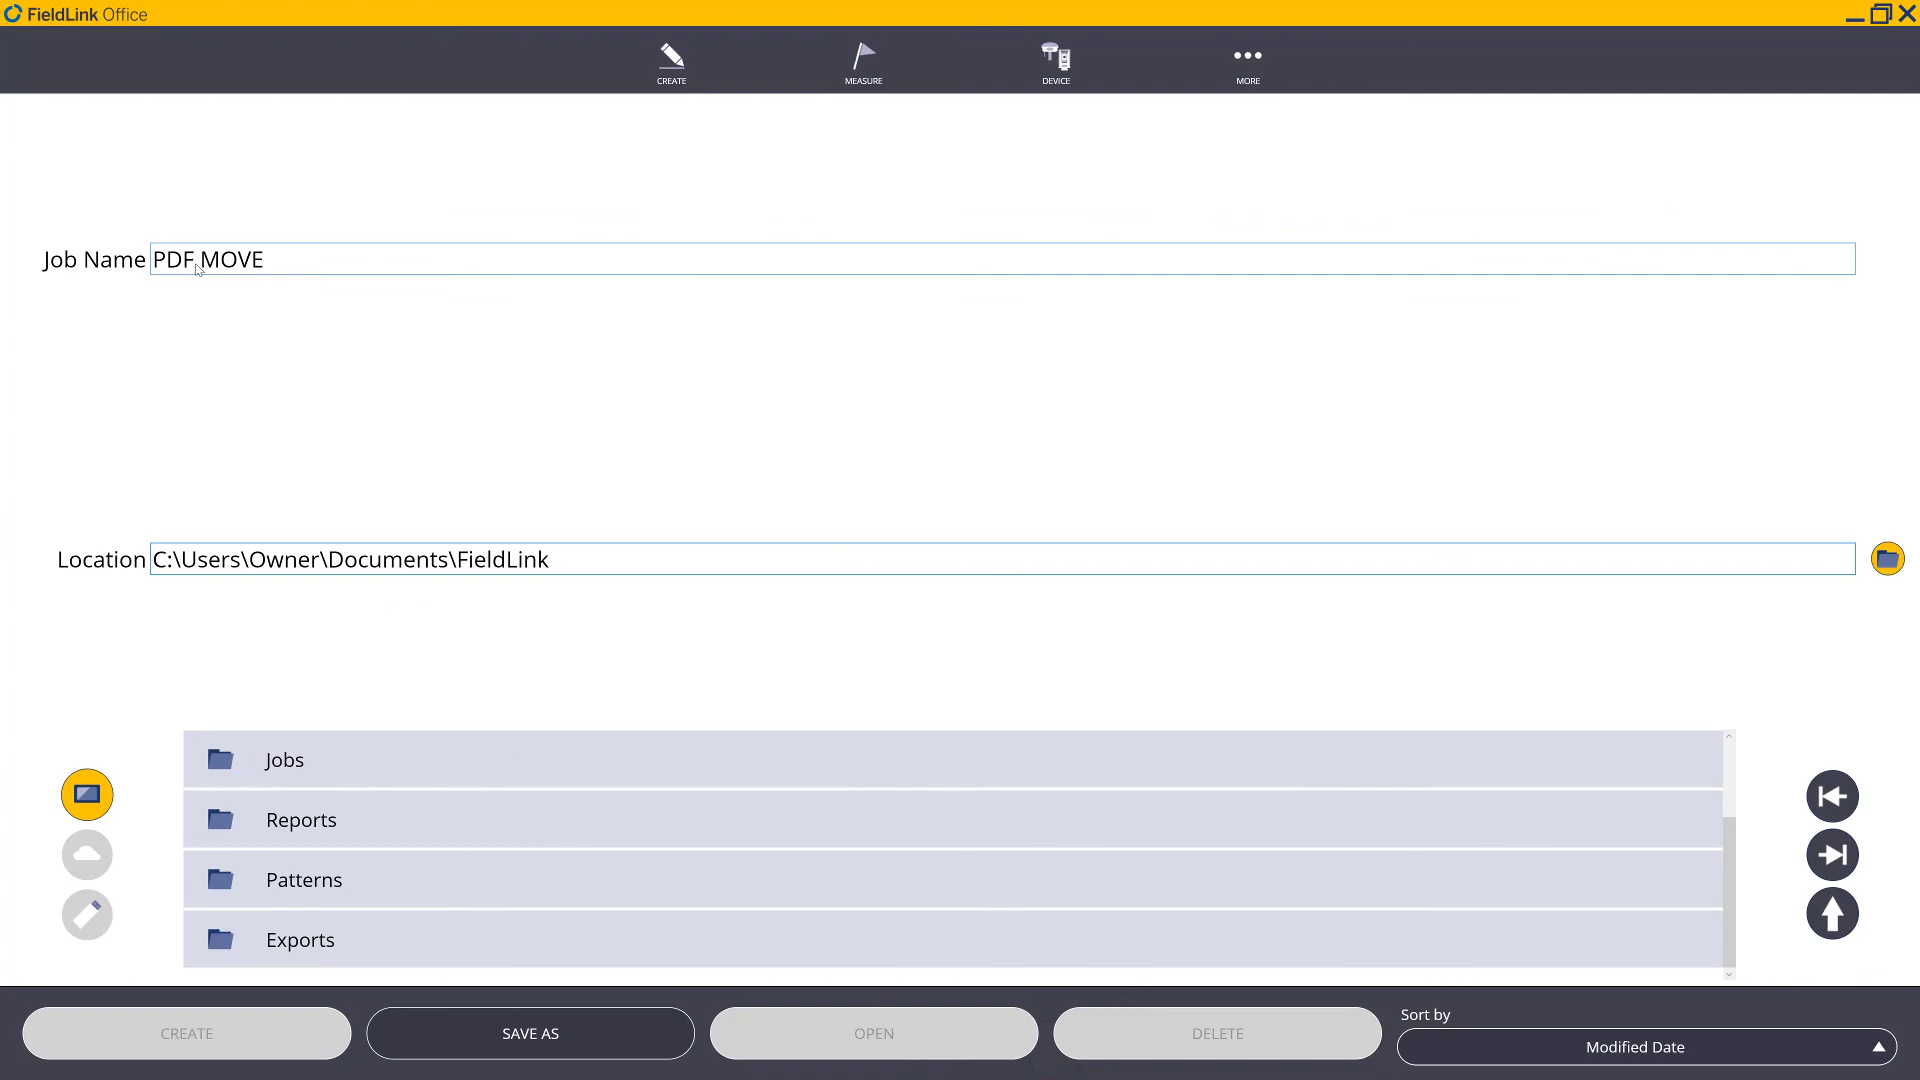 FieldLink Office
CREATE
MEASURE
DEVICE
MORE
Job Name PDF MOVE
Location C:\Users\Owner\Documents\FieldLink
Jobs
Reports
Patterns
Exports
CREATE
SAVE AS
OPEN
DELETE
Sort by
Modified Date